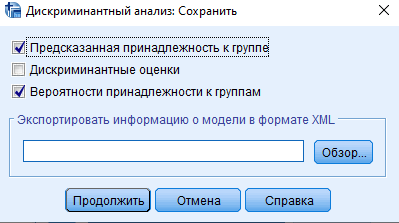 Дискриминантный анализ: Сохранить
Предсказанная принадлежность к группе
Дискриминантные оценки
Вероятности принадлежности к группам
Экспортировать информацию о модели в формате XML
Обзор...
Продолжить Отмена Справка